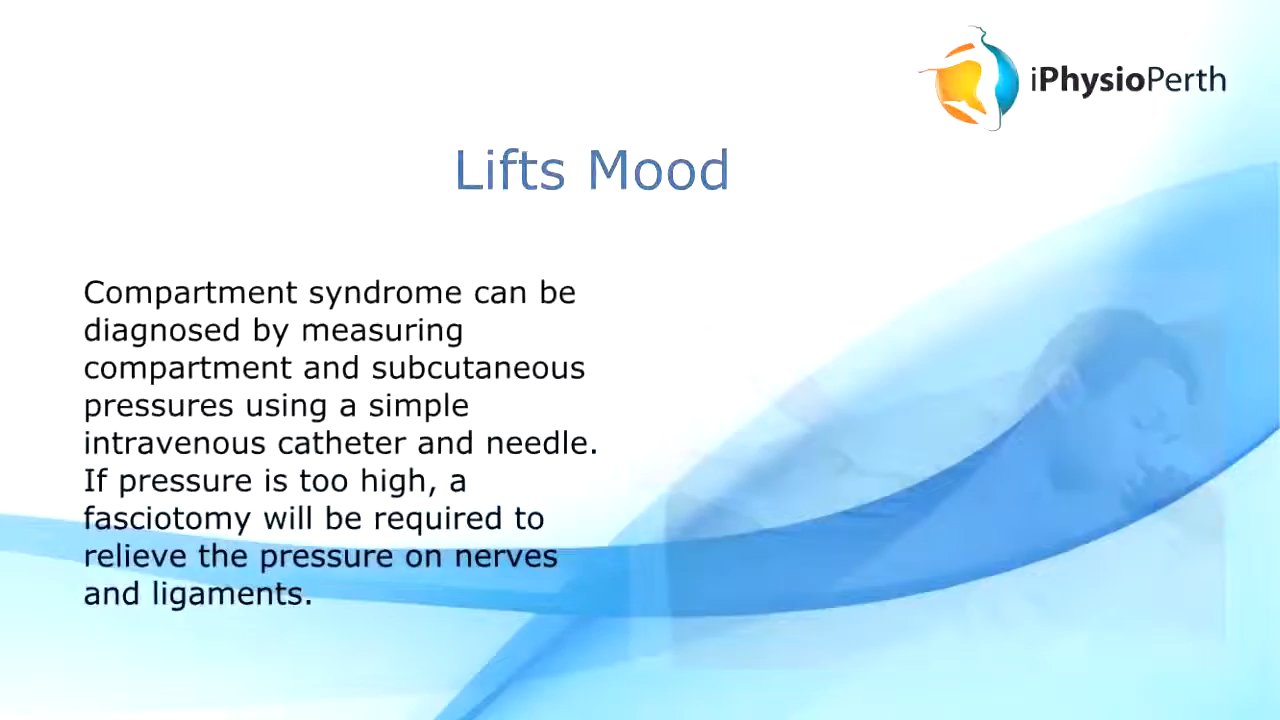 iPhysioPerth
Lifts Mood
Compartment syndrome can be
diagnosed by measuring
compartment and subcutaneous
pressures using a simple
intravenous catheter and needle.
If pressure is too high, a
fasciotomy will be required to
relieve the pressure on nerves
and ligaments.